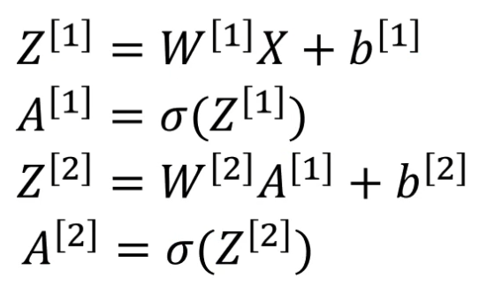 Z^[1] = W^[1]X + b^[1]
A^[1] = σ(Z^[1])
Z^[2] = W^[2]A^[1] + b^[2]
A^[2] = σ(Z^[2])